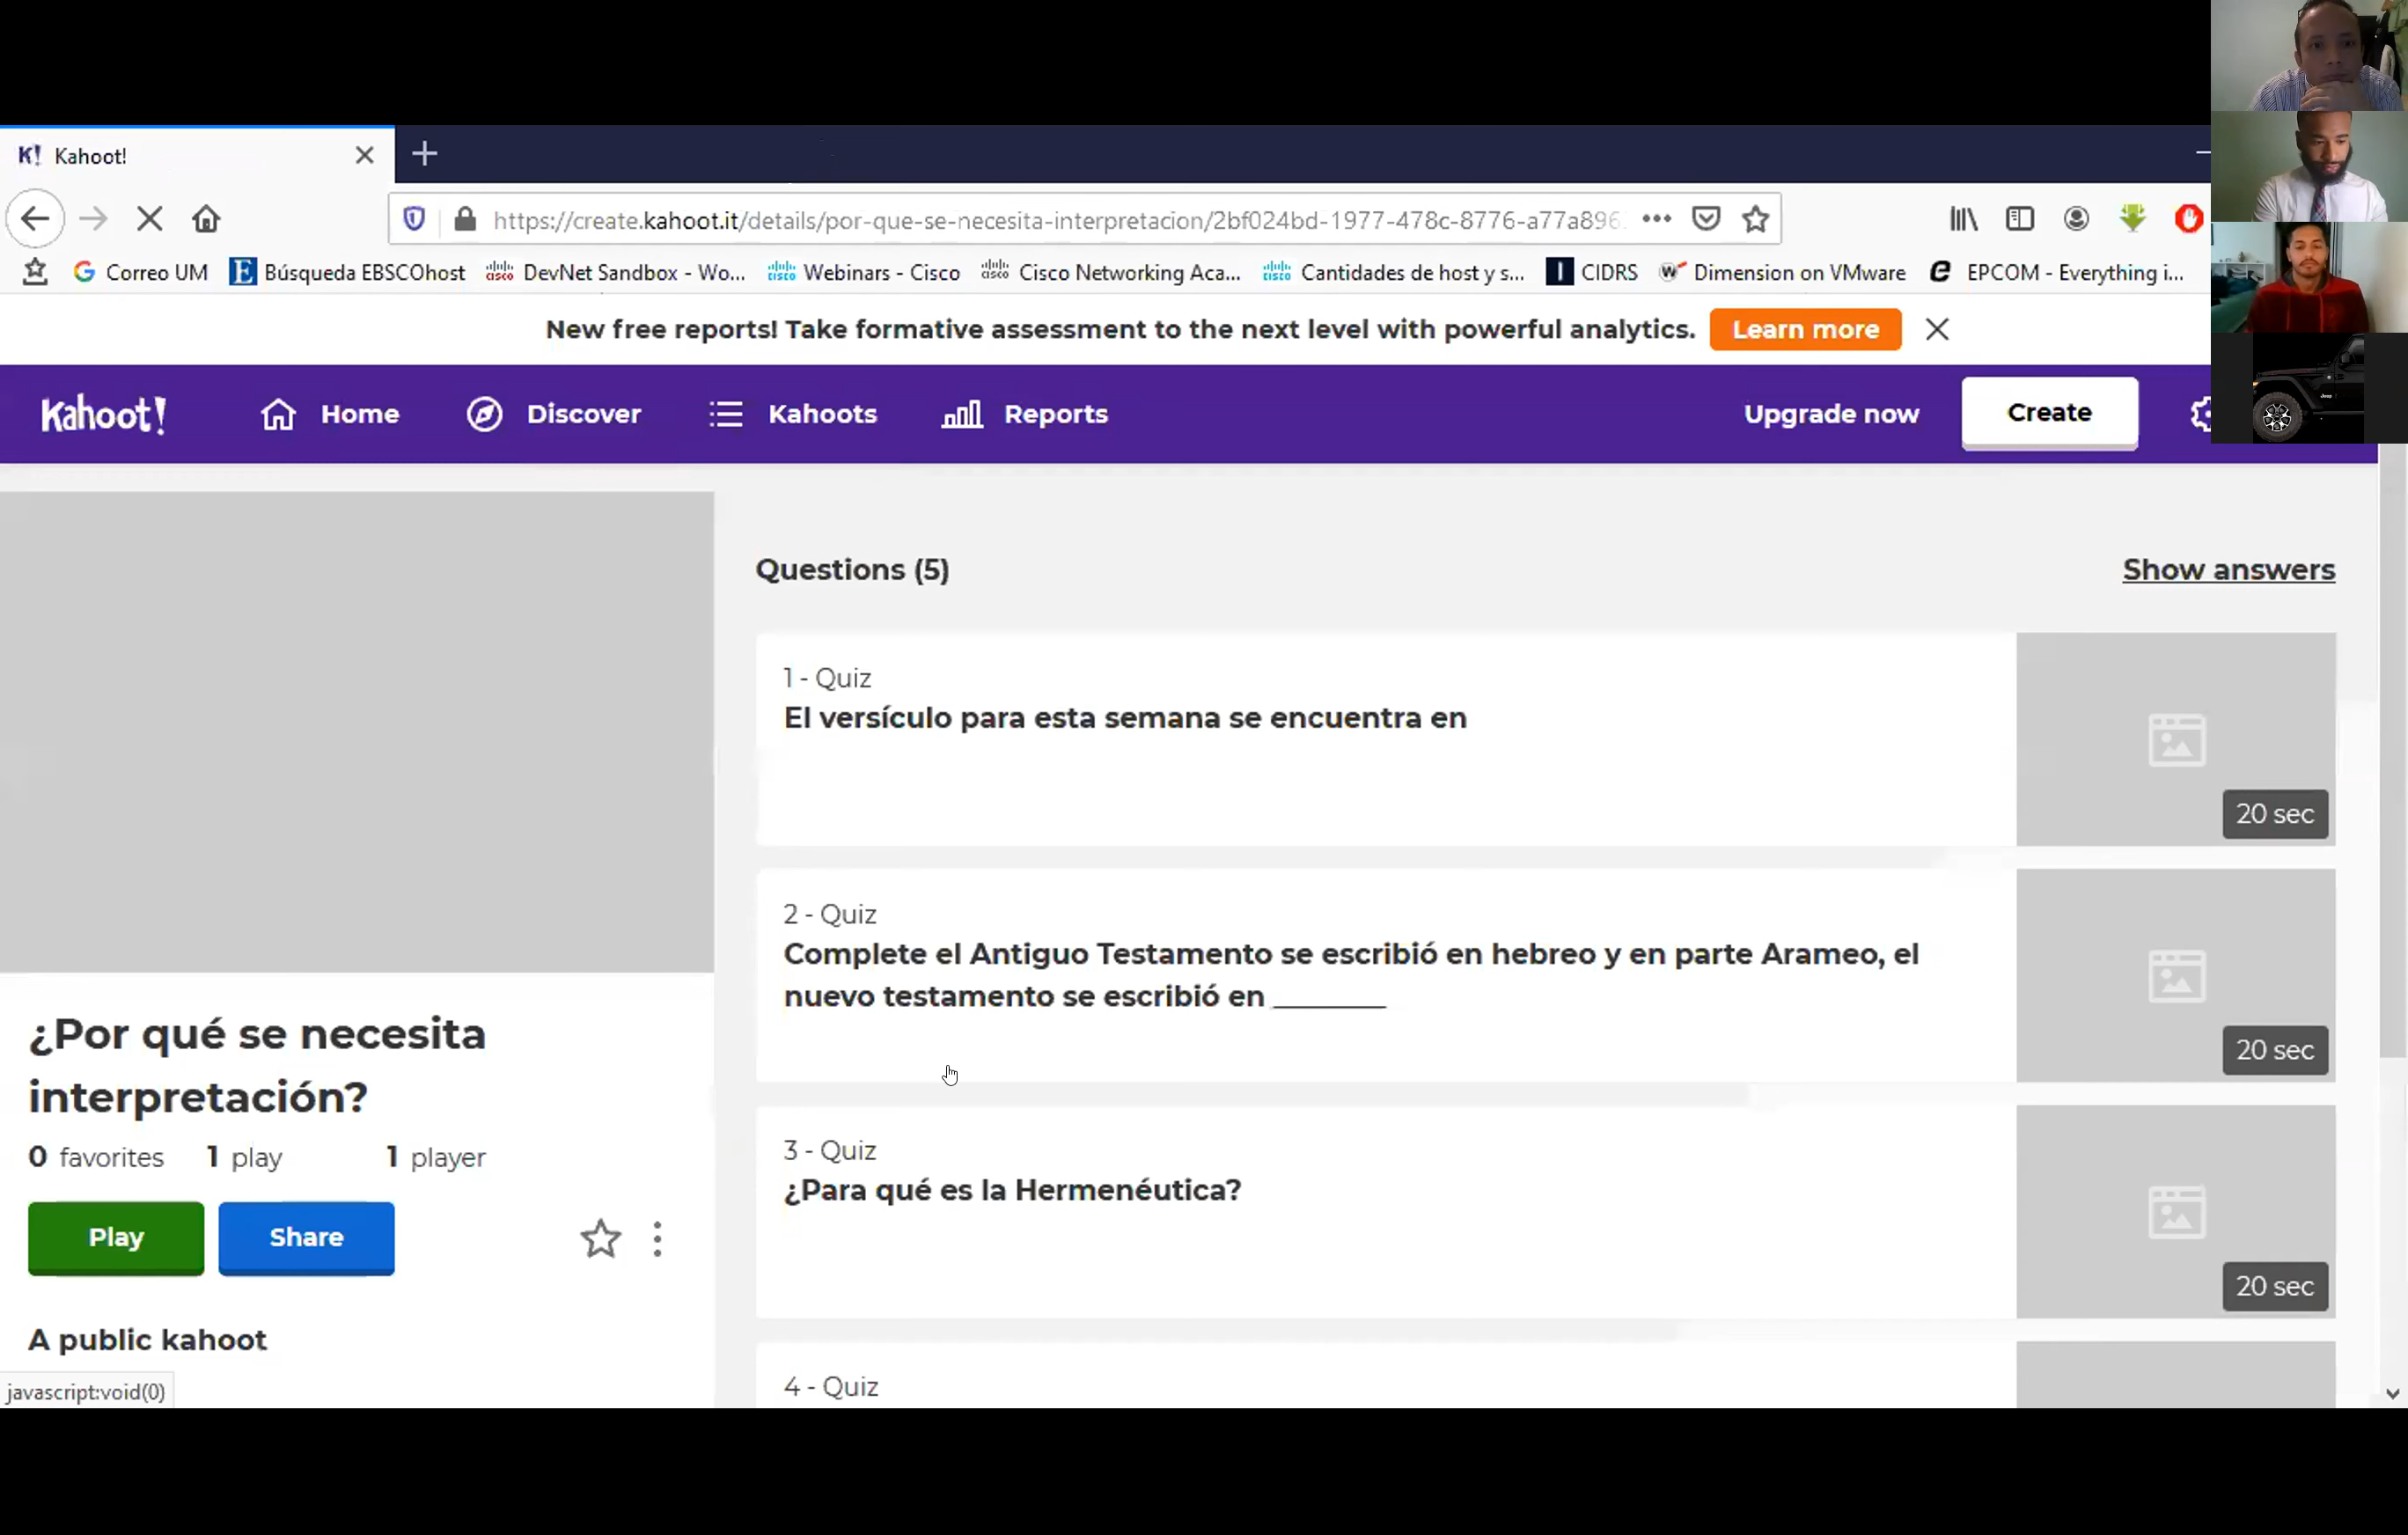 Kahoot!
https://create.kahoot.it/details/por-que-se-necesita-interpretacion/2bf024bd-1977-478c-8776-a77a896
Correo UM
Búsqueda EBSCOhost
DevNet Sandbox - Wo...
Webinars - Cisco
Cisco Networking Aca...
Cantidades de host y s...
CIDRS
Dimension on VMware
EPCOM - Everything i...
New free reports! Take formative assessment to the next level with powerful analytics.
Learn more
Kahoot!
Home
Discover
Kahoots
Reports
Upgrade now
Create
Questions (5)
Show answers
1 - Quiz
El versículo para esta semana se encuentra en
20 sec
2 - Quiz
Complete el Antiguo Testamento se escribió en hebreo y en parte Arameo, el
nuevo testamento se escribió en ________
20 sec
3 - Quiz
¿Para qué es la Hermenéutica?
20 sec
4 - Quiz
¿Por qué se necesita
interpretación?
0 favorites
1 play
1 player
Play
Share
A public kahoot
javascript:void(0)